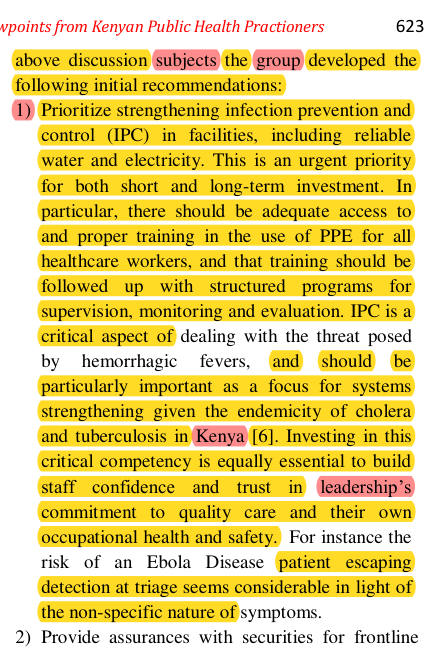 wpoints from Kenyan Public Health Practioners 623
above discussion subjects the group developed the
following initial recommendations:
1) Prioritize strengthening infection prevention and
control (IPC) in facilities, including reliable
water and electricity. This is an urgent priority
for both short and long-term investment. In
particular, there should be adequate access to
and proper training in the use of PPE for all
healthcare workers, and that training should be
followed up with structured programs for
supervision, monitoring and evaluation. IPC is a
critical aspect of dealing with the threat posed
by hemorrhagic fevers, and should be
particularly important as a focus for systems
strengthening given the endemicity of cholera
and tuberculosis in Kenya [6]. Investing in this
critical competency is equally essential to build
staff confidence and trust in leadership's
commitment to quality care and their own
occupational health and safety. For instance the
risk of an Ebola Disease patient escaping
detection at triage seems considerable in light of
the non-specific nature of symptoms.
2) Provide assurances with securities for frontline